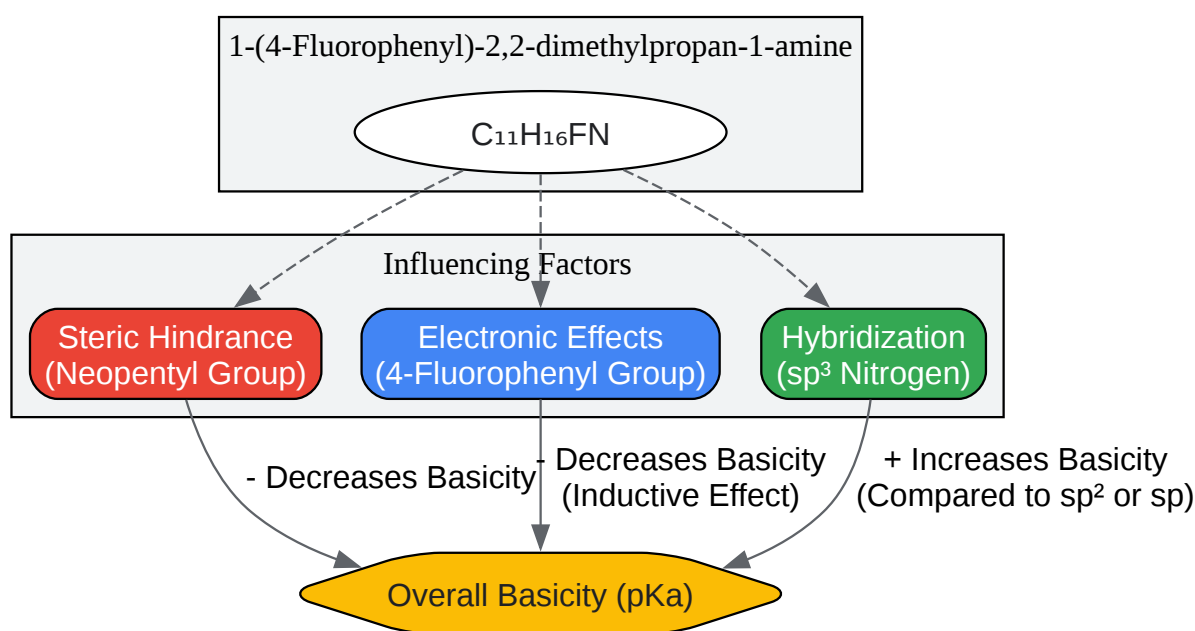 1-(4-Fluorophenyl)-2,2-dimethylpropan-1-amine
C₁₁H₁₆FN
Influencing Factors
Steric Hindrance
(Neopentyl Group)
Electronic Effects
(4-Fluorophenyl Group)
Hybridization
(sp³ Nitrogen)
- Decreases Basicity
- Decreases Basicity
(Inductive Effect)
+ Increases Basicity
(Compared to sp² or sp)
Overall Basicity (pKa)